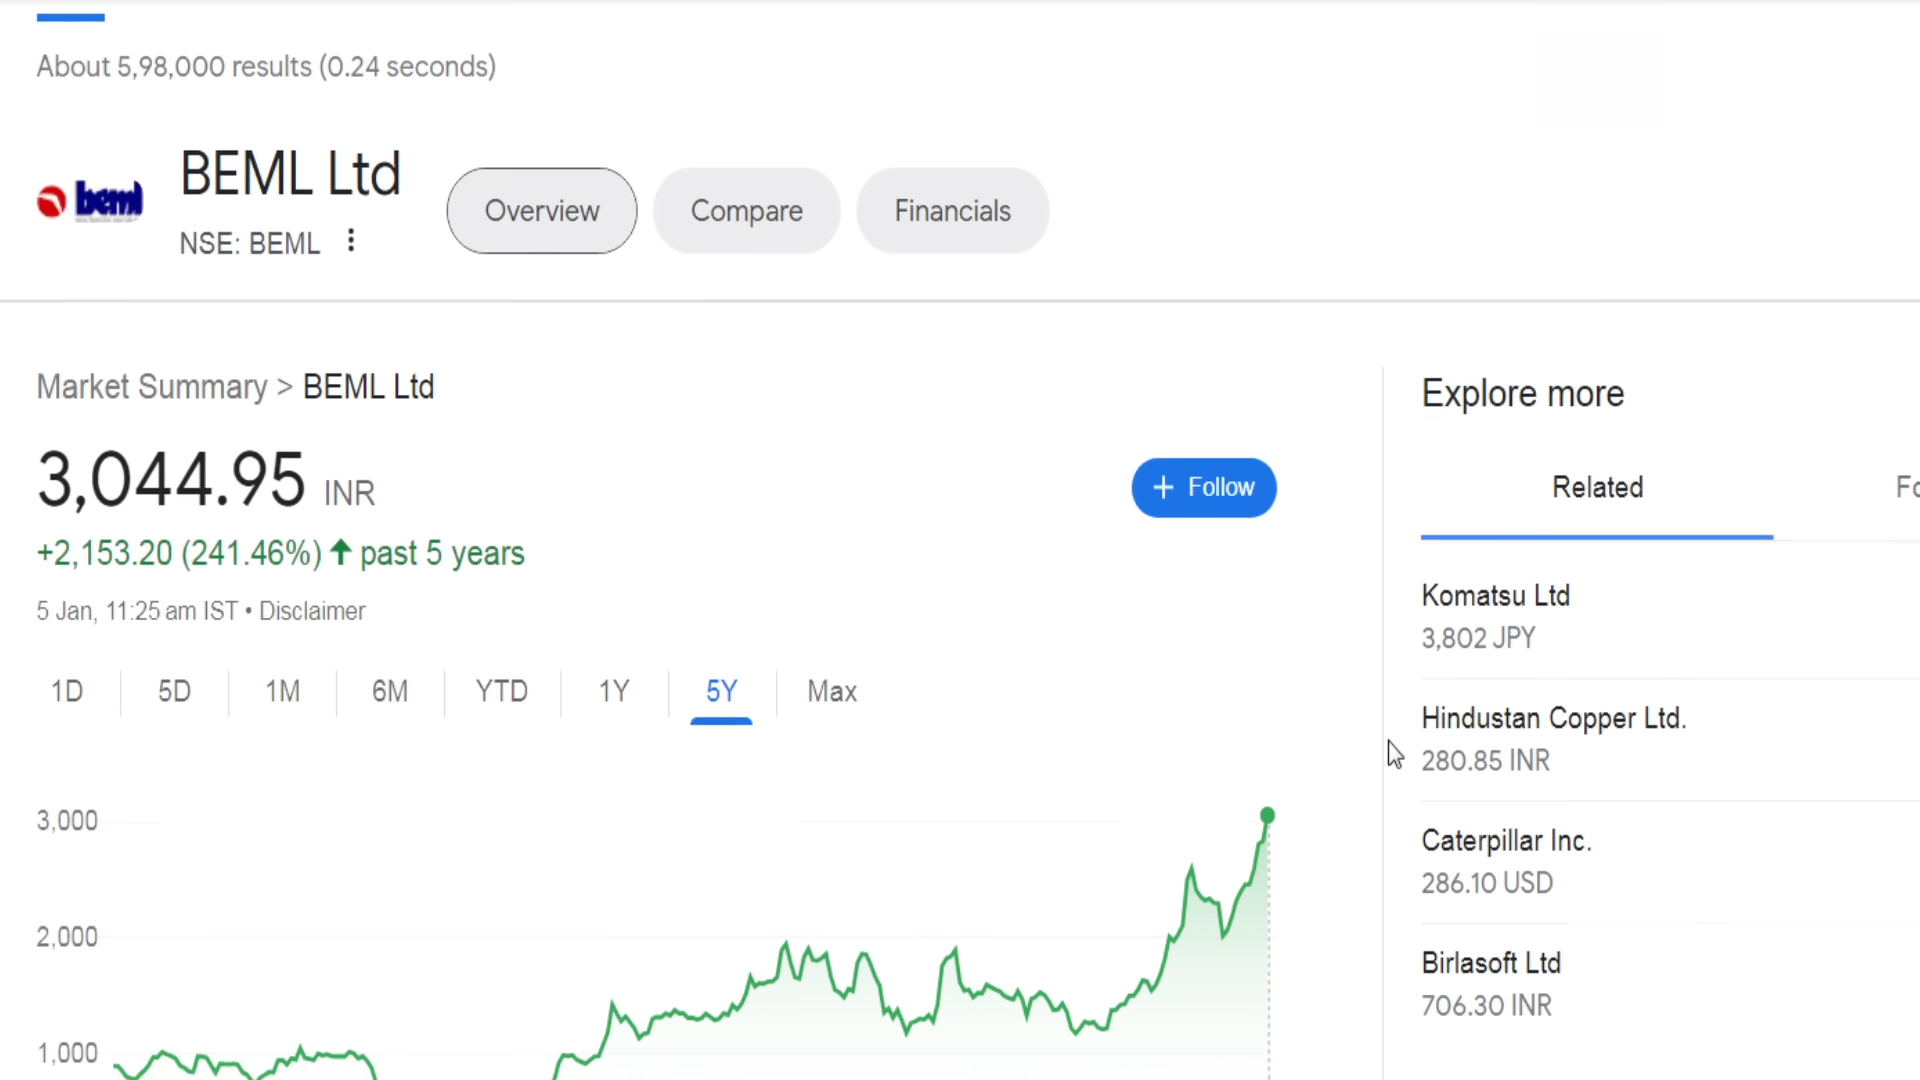 About 5,98,000 results (0.24 seconds)
beml
BEML Ltd
NSE: BEML
Overview
Compare
Financials
Market Summary > BEML Ltd
3,044.95 INR
+ Follow
+2,153.20 (241.46%) ↑ past 5 years
5 Jan, 11:25 am IST • Disclaimer
1D
5D
1M
6M
YTD
1Y
5Y
Max
3,000
2,000
1,000
Explore more
Related
Komatsu Ltd
3,802 JPY
Hindustan Copper Ltd.
280.85 INR
Caterpillar Inc.
286.10 USD
Birlasoft Ltd
706.30 INR